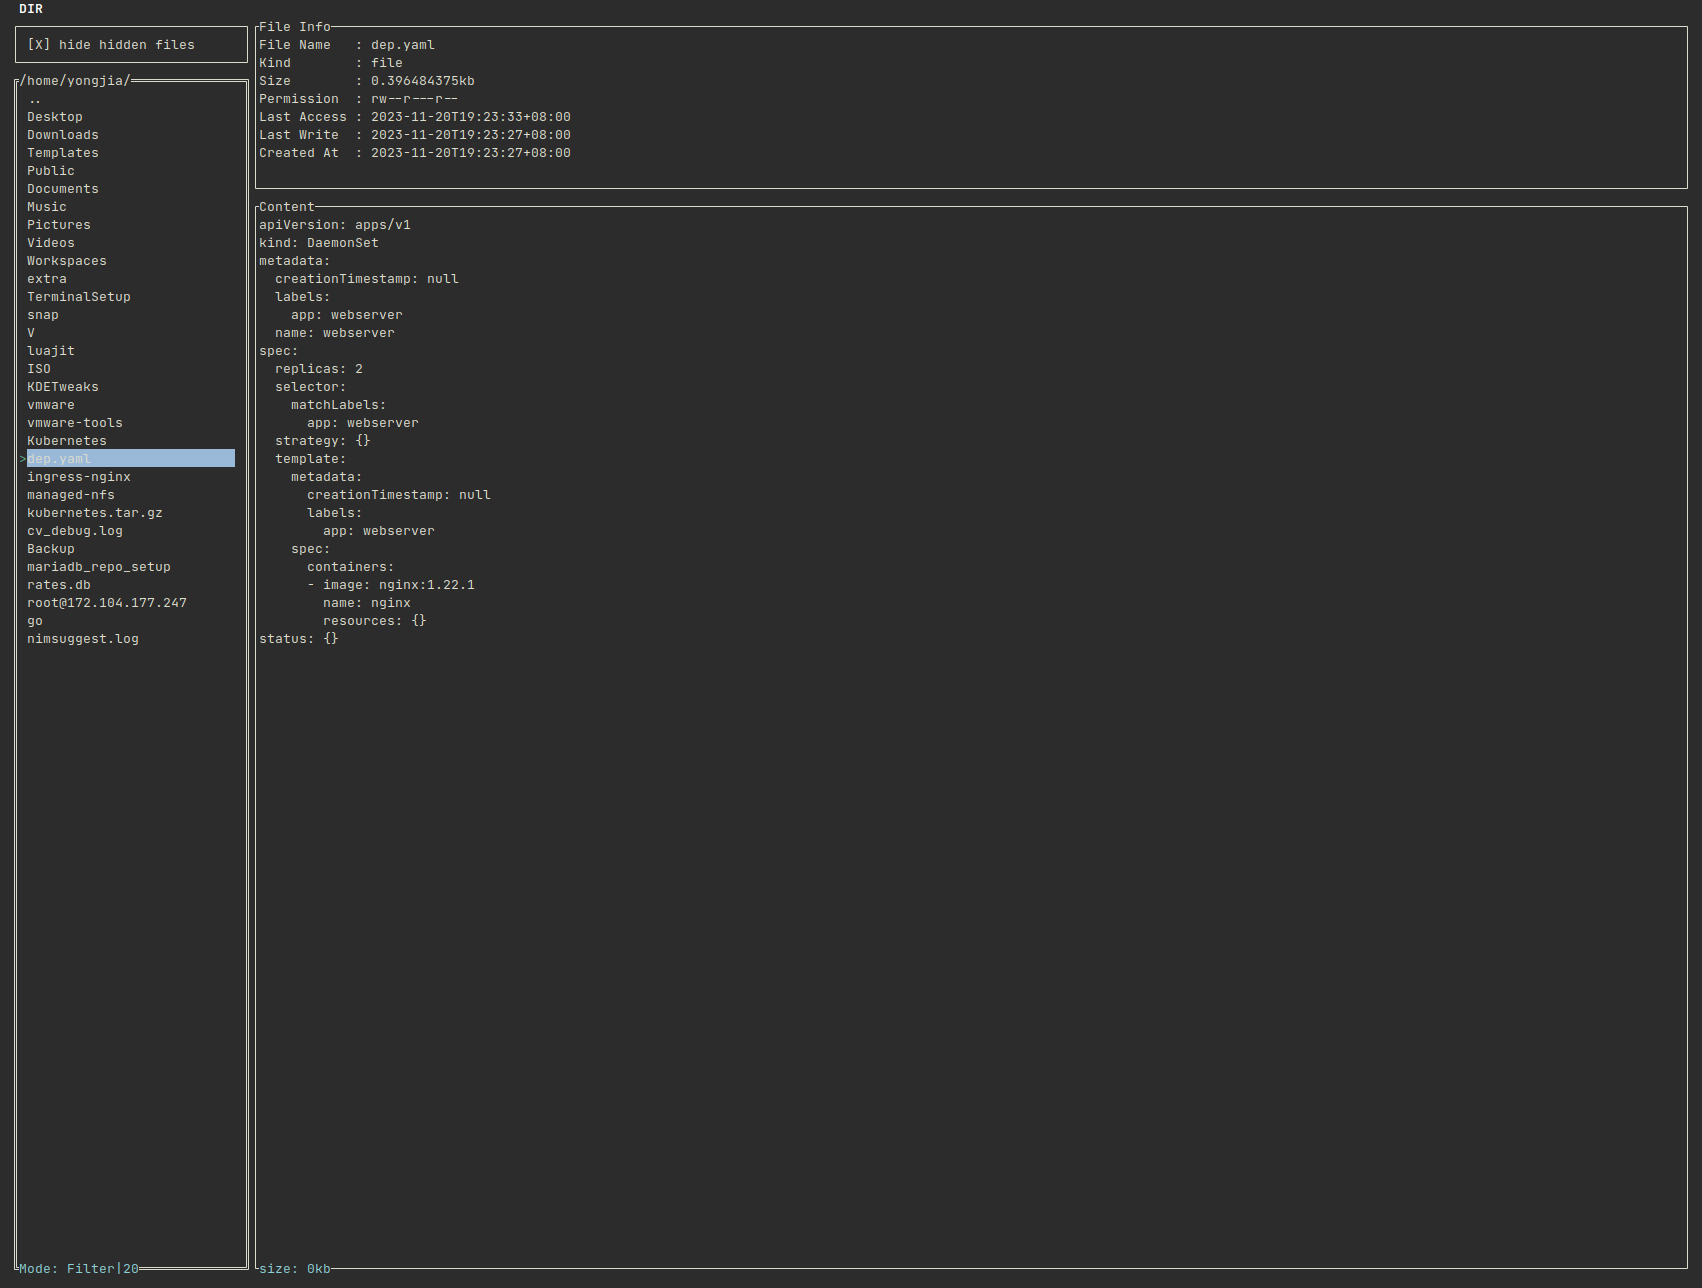 DIR
[X] hide hidden files
/home/yongjia/
..
Desktop
Downloads
Templates
Public
Documents
Music
Pictures
Videos
Workspaces
extra
TerminalSetup
snap
V
luajit
ISO
KDETweaks
vmware
vmware-tools
Kubernetes
>dep.yaml
ingress-nginx
managed-nfs
kubernetes.tar.gz
cv_debug.log
Backup
mariadb_repo_setup
rates.db
root@172.104.177.247
go
nimsuggest.log
Mode: Filter|20
File Info
File Name   : dep.yaml
Kind        : file
Size        : 0.396484375kb
Permission  : rw--r---r--
Last Access : 2023-11-20T19:23:33+08:00
Last Write  : 2023-11-20T19:23:27+08:00
Created At  : 2023-11-20T19:23:27+08:00
Content
apiVersion: apps/v1
kind: DaemonSet
metadata:
  creationTimestamp: null
  labels:
    app: webserver
  name: webserver
spec:
  replicas: 2
  selector:
    matchLabels:
      app: webserver
  strategy: {}
  template:
    metadata:
      creationTimestamp: null
      labels:
        app: webserver
    spec:
      containers:
      - image: nginx:1.22.1
        name: nginx
        resources: {}
status: {}
size: 0kb